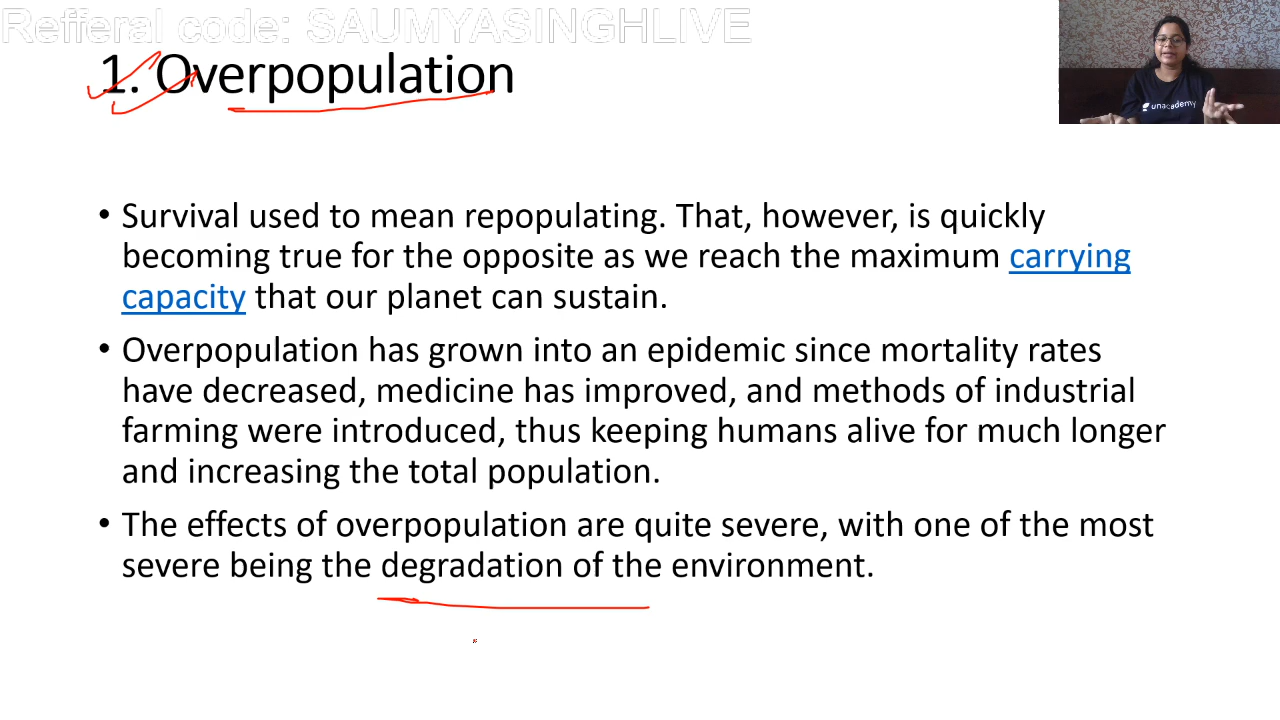 Refferal code: SAUMYASINGHLIVE
1. Overpopulation
unacademy
• Survival used to mean repopulating. That, however, is quickly
becoming true for the opposite as we reach the maximum carrying
capacity that our planet can sustain.
• Overpopulation has grown into an epidemic since mortality rates
have decreased, medicine has improved, and methods of industrial
farming were introduced, thus keeping humans alive for much longer
and increasing the total population.
• The effects of overpopulation are quite severe, with one of the most
severe being the degradation of the environment.